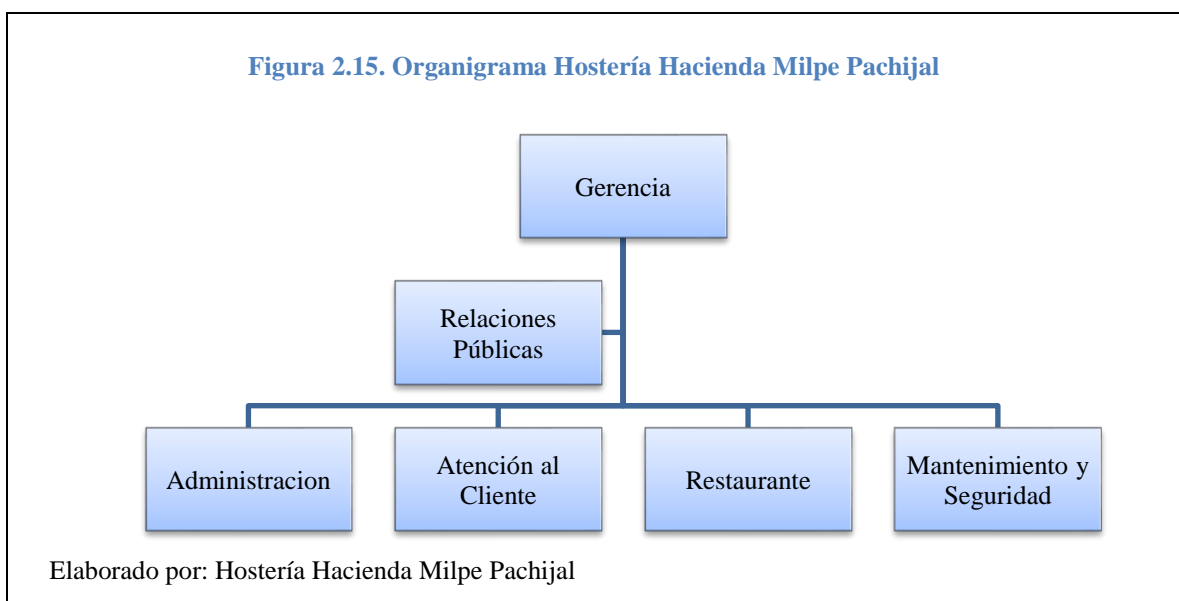 Figura 2.15. Organigrama Hostería Hacienda Milpe Pachijal
Gerencia
Relaciones
Públicas
Administracion
Atención al
Cliente
Restaurante
Mantenimiento y
Seguridad
Elaborado por: Hostería Hacienda Milpe Pachijal